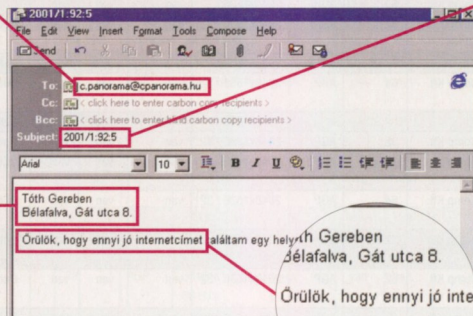 2001/1:92:5
File Edit View Insert Format Tools Compose Help
Send
To: c.panorama@cpanorama.hu
Cc: < click here to enter carbon copy recipients >
Bcc: < click here to enter blind carbon copy recipients >
Subject: 2001/1:92:5
Arial 10 B I U
Tóth Gereben
Bélafalva, Gát utca 8.
Örülök, hogy ennyi jó internetcímet aláltam egy hely
th Gereben
Bélafalva, Gát utca 8.
Örülök, hogy ennyi jó inte